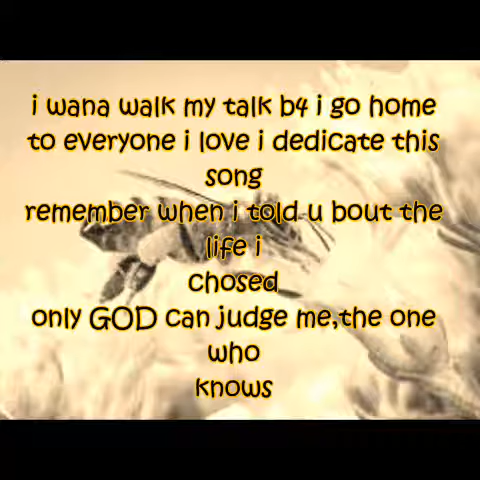 i wana walk my talk b4 i go home
to everyone i love i dedicate this
song
remember when i told u bout the
life i
chosed
only GOD can judge me,the one
who
knows